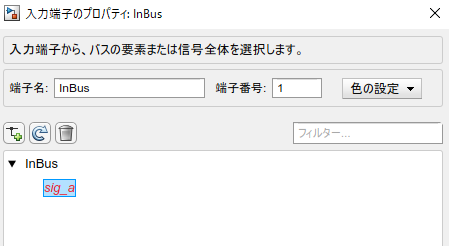 入力端子のプロパティ: InBus
入力端子から、バスの要素または信号全体を選択します。
端子名: InBus 端子番号: 1 色の設定
フィルター...
InBus
sig_a